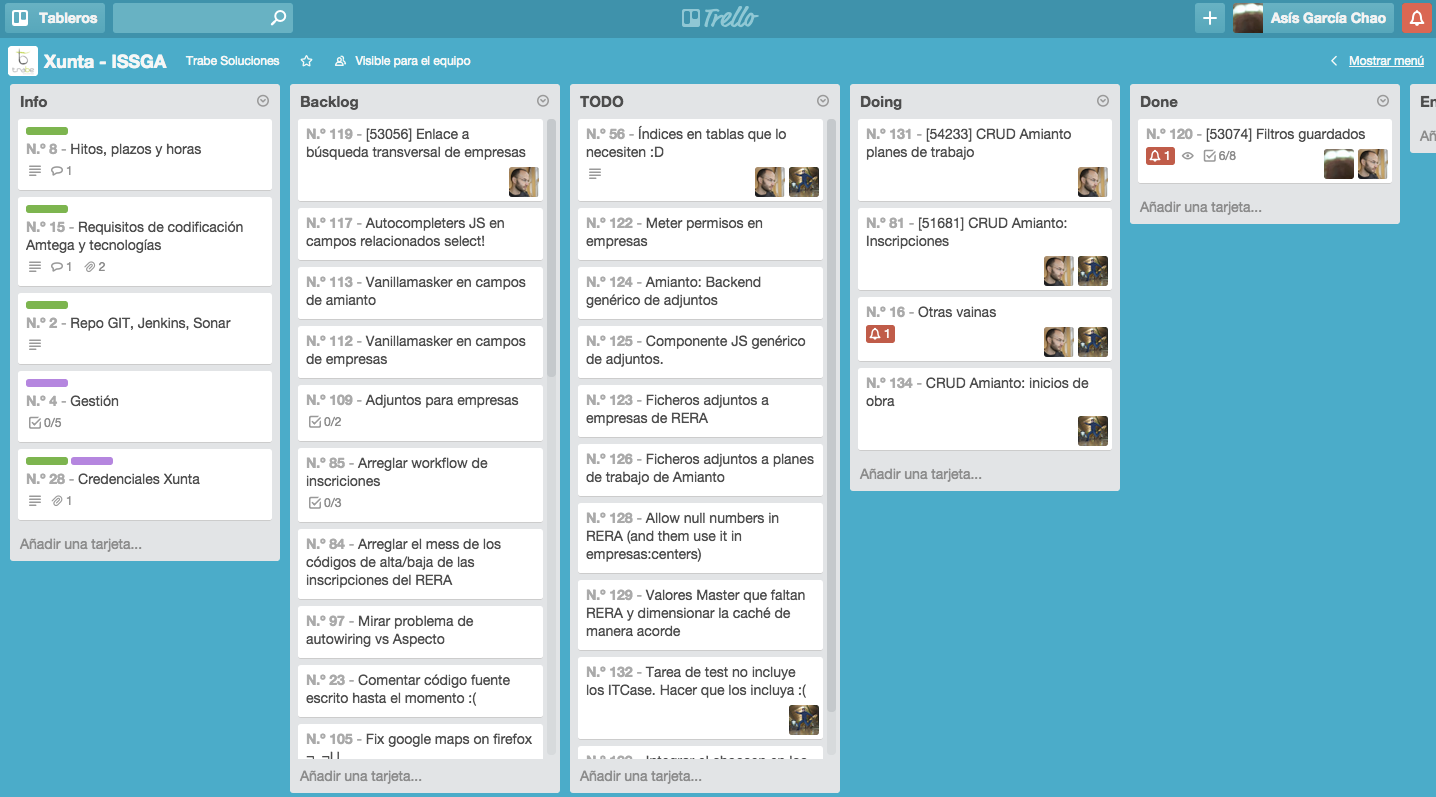 Tableros
Trello
Asís García Chao
Xunta - ISSGA
Trabe Soluciones
Visible para el equipo
Mostrar menú
trabe
Info
N.º 8 - Hitos, plazos y horas
1
N.º 15 - Requisitos de codificación
Amtega y tecnologías
1
2
N.º 2 - Repo GIT, Jenkins, Sonar
N.º 4 - Gestión
0/5
N.º 28 - Credenciales Xunta
1
Añadir una tarjeta...
Backlog
N.º 119 - [53056] Enlace a
búsqueda transversal de empresas
N.º 117 - Autocompleters JS en
campos relacionados select!
N.º 113 - Vanillamasker en campos
de amianto
N.º 112 - Vanillamasker en campos
de empresas
N.º 109 - Adjuntos para empresas
0/2
N.º 85 - Arreglar workflow de
inscriciones
0/3
N.º 84 - Arreglar el mess de los
códigos de alta/baja de las
inscripciones del RERA
N.º 97 - Mirar problema de
autowiring vs Aspecto
N.º 23 - Comentar código fuente
escrito hasta el momento :(
N.º 105 - Fix google maps on firefox
Añadir una tarjeta...
TODO
N.º 56 - Índices en tablas que lo
necesiten :D
N.º 122 - Meter permisos en
empresas
N.º 124 - Amianto: Backend
genérico de adjuntos
N.º 125 - Componente JS genérico
de adjuntos.
N.º 123 - Ficheros adjuntos a
empresas de RERA
N.º 126 - Ficheros adjuntos a planes
de trabajo de Amianto
N.º 128 - Allow null numbers in
RERA (and them use it in
empresas:centers)
N.º 129 - Valores Master que faltan
RERA y dimensionar la caché de
manera acorde
N.º 132 - Tarea de test no incluye
los ITCase. Hacer que los incluya :(
Añadir una tarjeta...
Doing
N.º 131 - [54233] CRUD Amianto
planes de trabajo
N.º 81 - [51681] CRUD Amianto:
Inscripciones
N.º 16 - Otras vainas
1
N.º 134 - CRUD Amianto: inicios de
obra
Añadir una tarjeta...
Done
N.º 120 - [53074] Filtros guardados
1
6/8
Añadir una tarjeta...
En
Añ